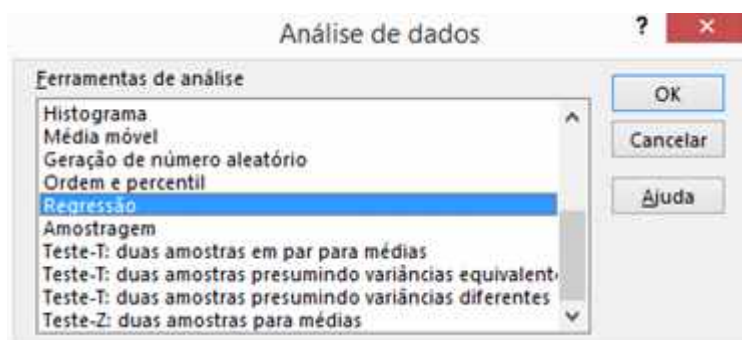 Análise de dados
?
Ferramentas de análise
Histograma
Média móvel
Geração de número aleatório
Ordem e percentil
Regressão
Amostragem
Teste-T: duas amostras em par para médias
Teste-T: duas amostras presumindo variâncias equivalent
Teste-T: duas amostras presumindo variâncias diferentes
Teste-Z: duas amostras para médias
OK
Cancelar
Ajuda